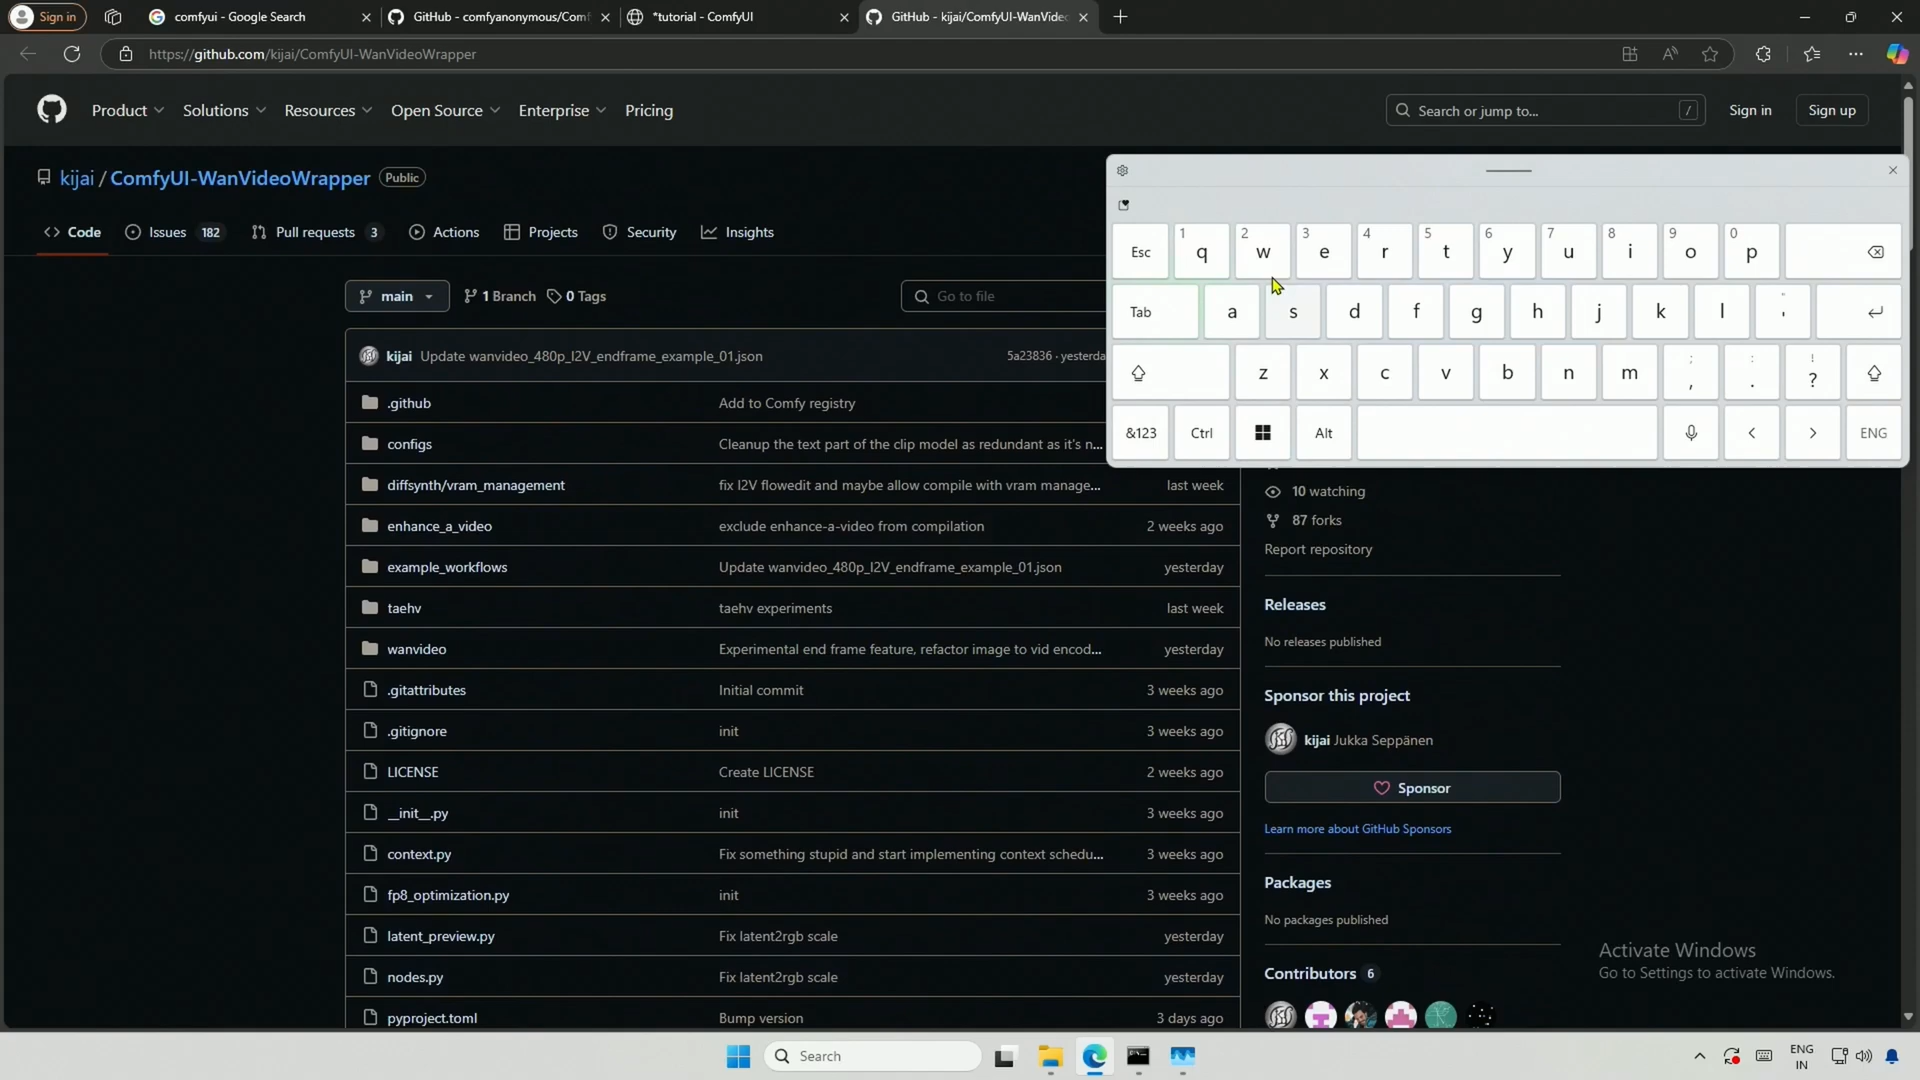 Sign in
comfyui - Google Search
GitHub - comfyanonymous/Comf
*tutorial - ComfyUI
GitHub - kijai/ComfyUI-WanVide
https://github.com/kijai/ComfyUI-WanVideoWrapper
Product
Solutions
Resources
Open Source
Enterprise
Pricing
Search or jump to...
/
Sign in
Sign up
kijai / ComfyUI-WanVideoWrapper Public
Code
Issues 182
Pull requests 3
Actions
Projects
Security
Insights
Esc
1 q
2 w
3 e
4 r
5 t
6 y
7 u
8 i
9 o
0 p
Tab
a
s
d
f
g
h
j
k
l
" '
z
x
c
v
b
n
m
; ,
: .
! ?
&123
Ctrl
Alt
<
>
ENG
main
1 Branch
0 Tags
Go to file
kijai Update wanvideo_480p_I2V_endframe_example_01.json 5a23836 · yesterda
.github Add to Comfy registry
configs Cleanup the text part of the clip model as redundant as it's n...
diffsynth/vram_management fix I2V flowedit and maybe allow compile with vram manage... last week
enhance_a_video exclude enhance-a-video from compilation 2 weeks ago
example_workflows Update wanvideo_480p_I2V_endframe_example_01.json yesterday
taehv taehv experiments last week
wanvideo Experimental end frame feature, refactor image to vid encod... yesterday
.gitattributes Initial commit 3 weeks ago
.gitignore init 3 weeks ago
LICENSE Create LICENSE 2 weeks ago
__init__.py init 3 weeks ago
context.py Fix something stupid and start implementing context schedu... 3 weeks ago
fp8_optimization.py init 3 weeks ago
latent_preview.py Fix latent2rgb scale yesterday
nodes.py Fix latent2rgb scale yesterday
pyproject.toml Bump version 3 days ago
10 watching
87 forks
Report repository
Releases
No releases published
Sponsor this project
kijai Jukka Seppänen
Sponsor
Learn more about GitHub Sponsors
Packages
No packages published
Contributors 6
Activate Windows
Go to Settings to activate Windows.
Search
ENG
IN